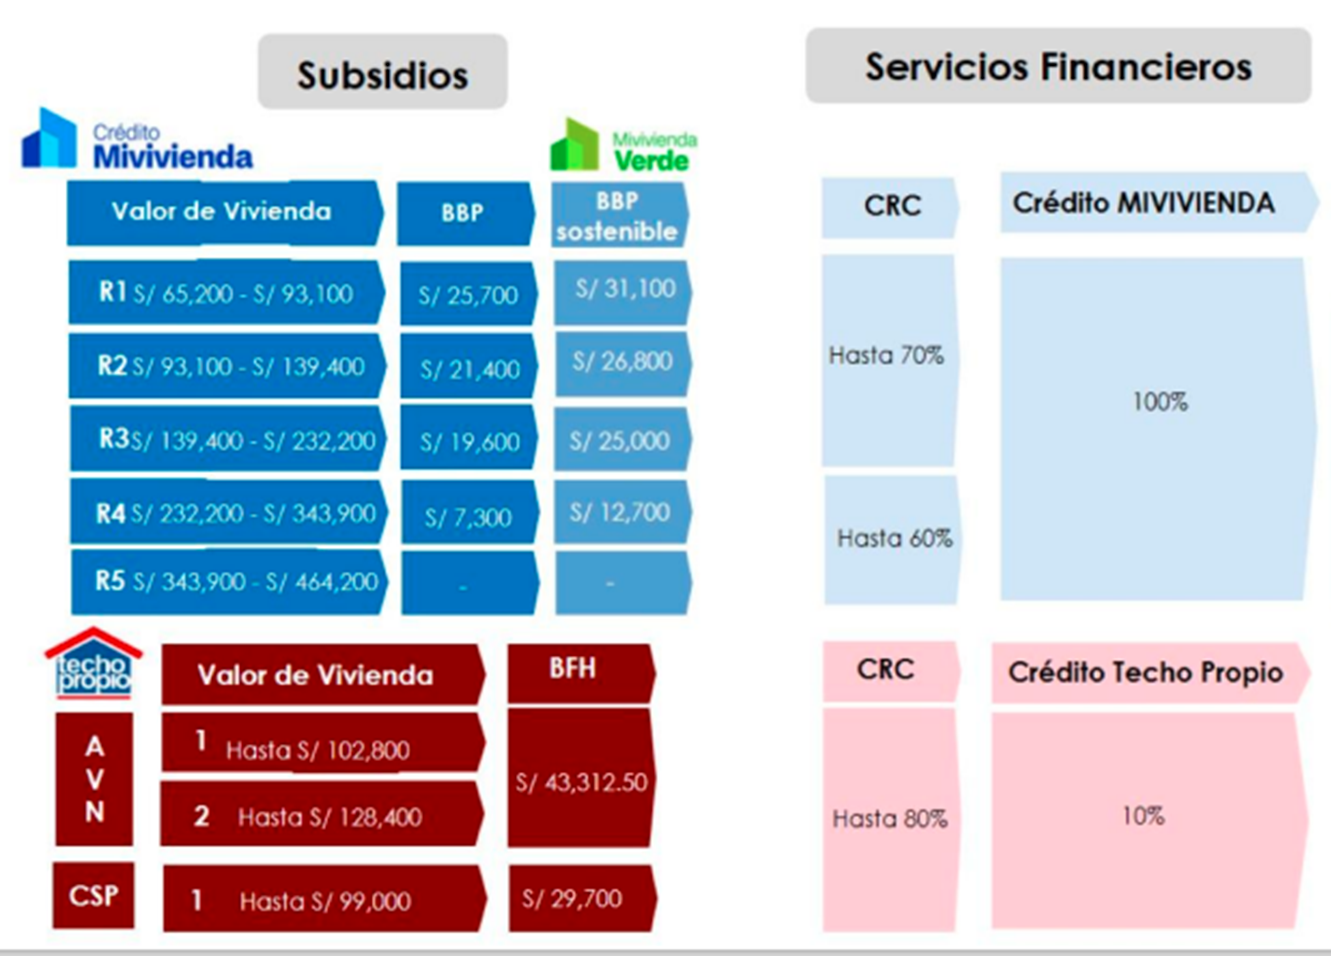 Subsidios
Servicios Financieros
Crédito
Mivivienda
Mivivienda
Verde
Valor de Vivienda
BBP
BBP
sostenible
CRC
Crédito MIVIVIENDA
R1 S/ 65,200 - S/ 93,100
S/ 25,700
S/ 31,100
R2 S/ 93,100 - S/ 139,400
S/ 21,400
S/ 26,800
Hasta 70%
100%
R3 S/ 139,400 - S/ 232,200
S/ 19,600
S/ 25,000
R4 S/ 232,200 - S/ 343,900
S/ 7,300
S/ 12,700
Hasta 60%
R5 S/ 343,900 - S/ 464,200
-
-
techo
propio
Valor de Vivienda
BFH
CRC
Crédito Techo Propio
A
V
N
1 Hasta S/ 102,800
S/ 43,312.50
2 Hasta S/ 128,400
Hasta 80%
10%
CSP
1 Hasta S/ 99,000
S/ 29,700